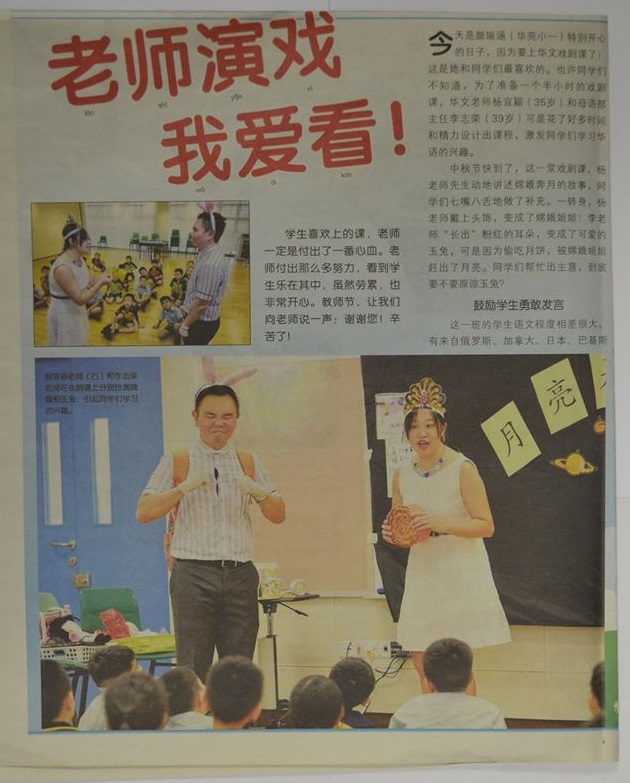 老师演戏
lǎo shī yǎn xì
我爱看！
wǒ ài kàn
学生喜欢上的课，老师
一定是付出了一番心血。老
师付出那么多努力，看到学
生乐在其中，虽然劳累，也
非常开心。教师节，让我们
向老师说一声：谢谢您！辛
苦了！
今天是颜瑞涵（华苑小一）特别开心
的日子，因为要上华文戏剧课了！
这是她和同学们最喜欢的。也许同学们
不知道，为了准备一个半小时的戏剧
课，华文老师杨宜颖（35岁）和母语部
主任李志荣（39岁）可是花了好多时间
和精力设计出课程，激发同学们学习华
语的兴趣。
中秋节快到了，这一堂戏剧课，杨
老师先生动地讲述嫦娥奔月的故事，同
学们七嘴八舌地做了补充。一转身，杨
老师戴上头饰，变成了嫦娥姐姐！李老
师“长出”粉红的耳朵，变成了可爱的
玉兔，可是因为偷吃月饼，被嫦娥姐姐
赶出了月亮。同学们帮忙出主意，到底
要不要原谅玉兔？
鼓励学生勇敢发言
这一班的学生语文程度相差很大，
有来自俄罗斯、加拿大、日本、巴基斯
杨宜颖老师（右）和李志荣
老师在戏剧课上分别扮演嫦
娥和玉兔，引起同学们学习
的兴趣。
月
亮